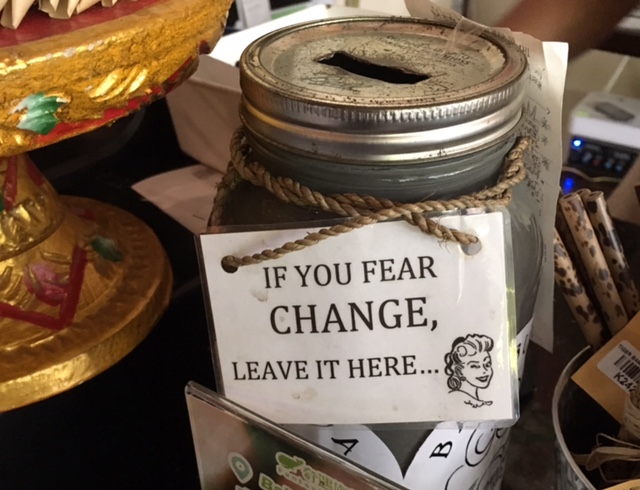 IF YOU FEAR
CHANGE,
LEAVE IT HERE...
A
B